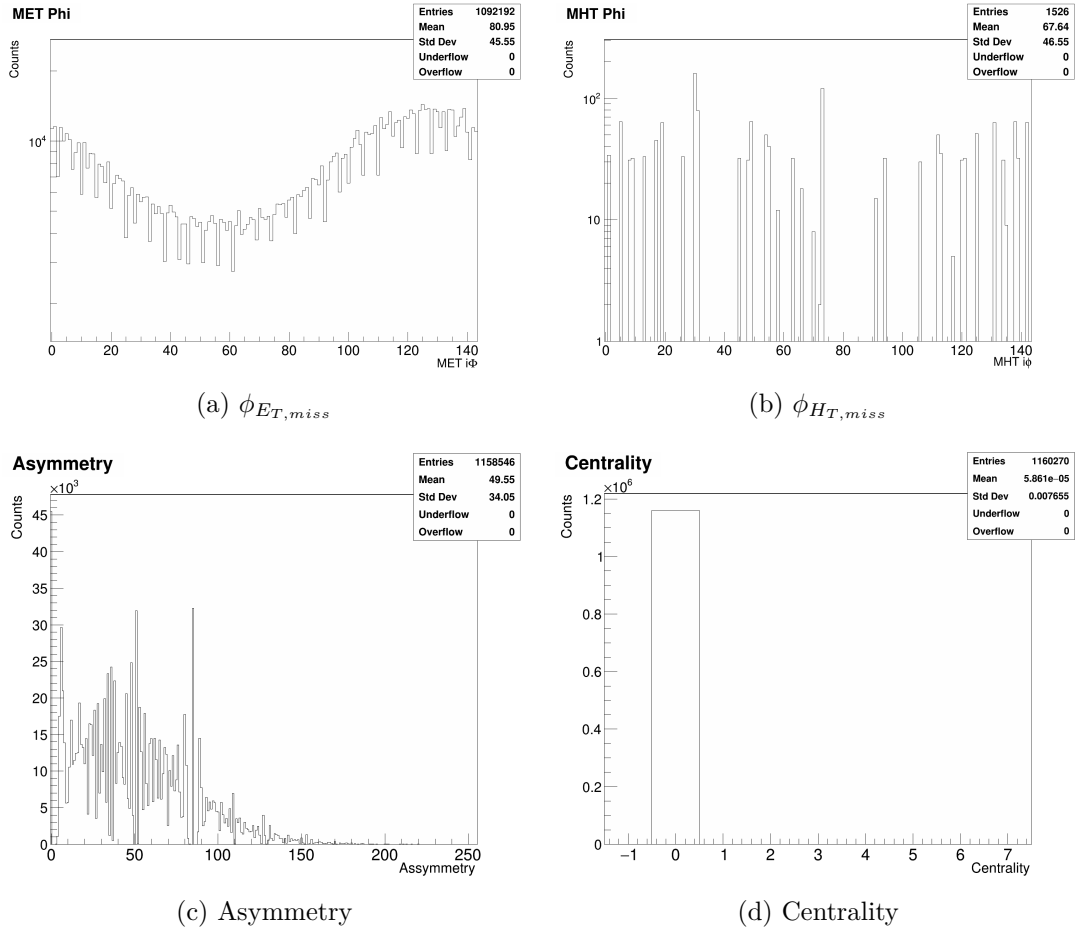 MET Phi
Entries 1092192
Mean 80.95
Std Dev 45.55
Underflow 0
Overflow 0
Counts
10^4
0 20 40 60 80 100 120 140
MET iΦ
(a) ϕ_{E_{T,miss}}
MHT Phi
Entries 1526
Mean 67.64
Std Dev 46.55
Underflow 0
Overflow 0
Counts
10^2
10
1
0 20 40 60 80 100 120 140
MHT iϕ
(b) ϕ_{H_{T,miss}}
Asymmetry
Entries 1158546
Mean 49.55
Std Dev 34.05
Underflow 0
Overflow 0
×10^3
Counts
45
40
35
30
25
20
15
10
5
0
0 50 100 150 200 250
Assymmetry
(c) Asymmetry
Centrality
Entries 1160270
Mean 5.861e−05
Std Dev 0.007655
Underflow 0
Overflow 0
×10^6
Counts
1.2
1
0.8
0.6
0.4
0.2
0
−1 0 1 2 3 4 5 6 7
Centrality
(d) Centrality